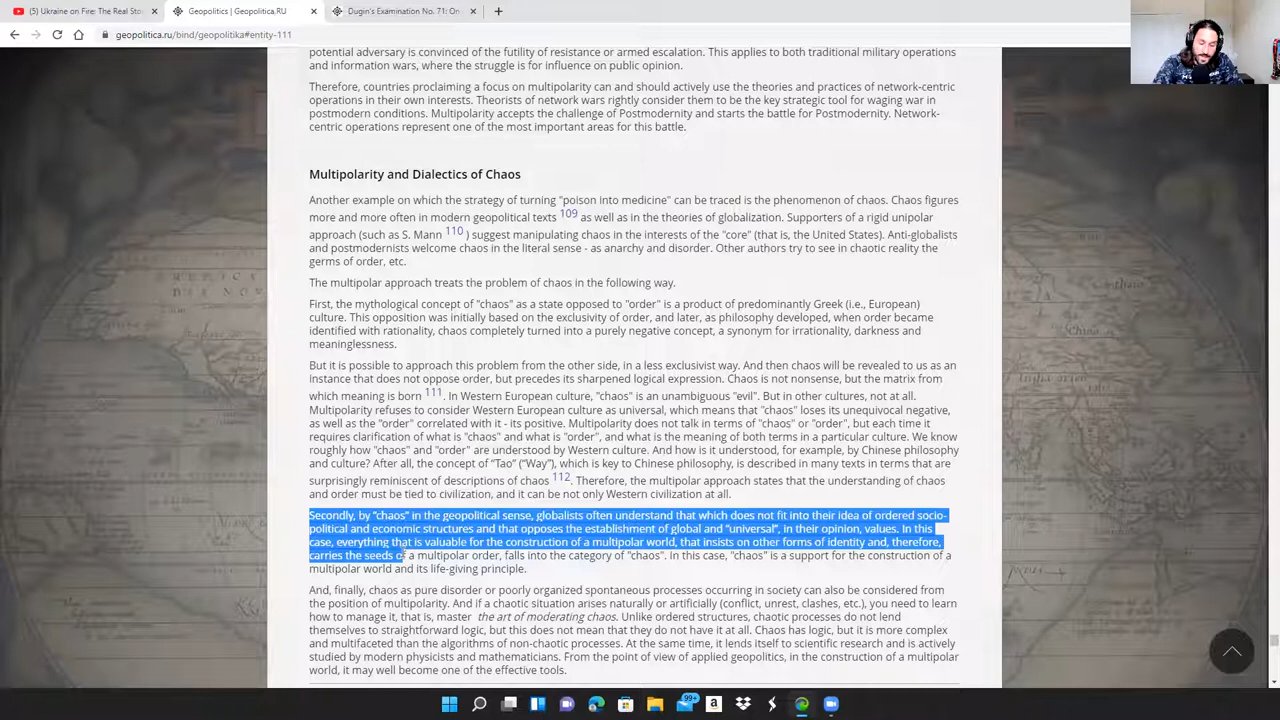 (5) Ukraine on Fire: The Real Sto
Geopolitics | Geopolitica.RU
Dugin's Examination No. 71: On
geopolitica.ru/bind/geopolitika#entity-111
potential adversary is convinced of the futility of resistance or armed escalation. This applies to both traditional military operations
and information wars, where the struggle is for influence on public opinion.
Therefore, countries proclaiming a focus on multipolarity can and should actively use the theories and practices of network-centric
operations in their own interests. Theorists of network wars rightly consider them to be the key strategic tool for waging war in
postmodern conditions. Multipolarity accepts the challenge of Postmodernity and starts the battle for Postmodernity. Network-
centric operations represent one of the most important areas for this battle.
Multipolarity and Dialectics of Chaos
Another example on which the strategy of turning "poison into medicine" can be traced is the phenomenon of chaos. Chaos figures
more and more often in modern geopolitical texts 109 as well as in the theories of globalization. Supporters of a rigid unipolar
approach (such as S. Mann 110 ) suggest manipulating chaos in the interests of the "core" (that is, the United States). Anti-globalists
and postmodernists welcome chaos in the literal sense - as anarchy and disorder. Other authors try to see in chaotic reality the
germs of order, etc.
The multipolar approach treats the problem of chaos in the following way.
First, the mythological concept of "chaos" as a state opposed to "order" is a product of predominantly Greek (i.e., European)
culture. This opposition was initially based on the exclusivity of order, and later, as philosophy developed, when order became
identified with rationality, chaos completely turned into a purely negative concept, a synonym for irrationality, darkness and
meaninglessness.
But it is possible to approach this problem from the other side, in a less exclusivist way. And then chaos will be revealed to us as an
instance that does not oppose order, but precedes its sharpened logical expression. Chaos is not nonsense, but the matrix from
which meaning is born 111 . In Western European culture, "chaos" is an unambiguous "evil". But in other cultures, not at all.
Multipolarity refuses to consider Western European culture as universal, which means that "chaos" loses its unequivocal negative,
as well as the "order" correlated with it - its positive. Multipolarity does not talk in terms of "chaos" or "order", but each time it
requires clarification of what is "chaos" and what is "order", and what is the meaning of both terms in a particular culture. We know
roughly how "chaos" and "order" are understood by Western culture. And how is it understood, for example, by Chinese philosophy
and culture? After all, the concept of “Tao” (“Way”), which is key to Chinese philosophy, is described in many texts in terms that are
surprisingly reminiscent of descriptions of chaos 112 . Therefore, the multipolar approach states that the understanding of chaos
and order must be tied to civilization, and it can be not only Western civilization at all.
Secondly, by "chaos" in the geopolitical sense, globalists often understand that which does not fit into their idea of ordered socio-
political and economic structures and that opposes the establishment of global and "universal", in their opinion, values. In this
case, everything that is valuable for the construction of a multipolar world, that insists on other forms of identity and, therefore,
carries the seeds of a multipolar order, falls into the category of "chaos". In this case, "chaos" is a support for the construction of a
multipolar world and its life-giving principle.
And, finally, chaos as pure disorder or poorly organized spontaneous processes occurring in society can also be considered from
the position of multipolarity. And if a chaotic situation arises naturally or artificially (conflict, unrest, clashes, etc.), you need to learn
how to manage it, that is, master the art of moderating chaos. Unlike ordered structures, chaotic processes do not lend
themselves to straightforward logic, but this does not mean that they do not have it at all. Chaos has logic, but it is more complex
and multifaceted than the algorithms of non-chaotic processes. At the same time, it lends itself to scientific research and is actively
studied by modern physicists and mathematicians. From the point of view of applied geopolitics, in the construction of a multipolar
world, it may well become one of the effective tools.
99+